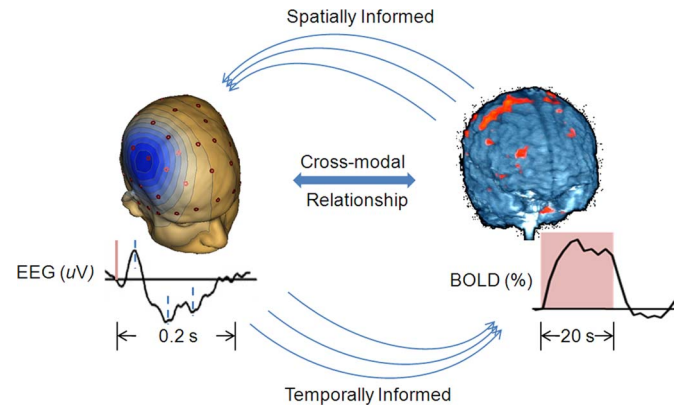 Spatially Informed
Cross-modal
Relationship
EEG (uV)
0.2 s
BOLD (%)
20 s
Temporally Informed